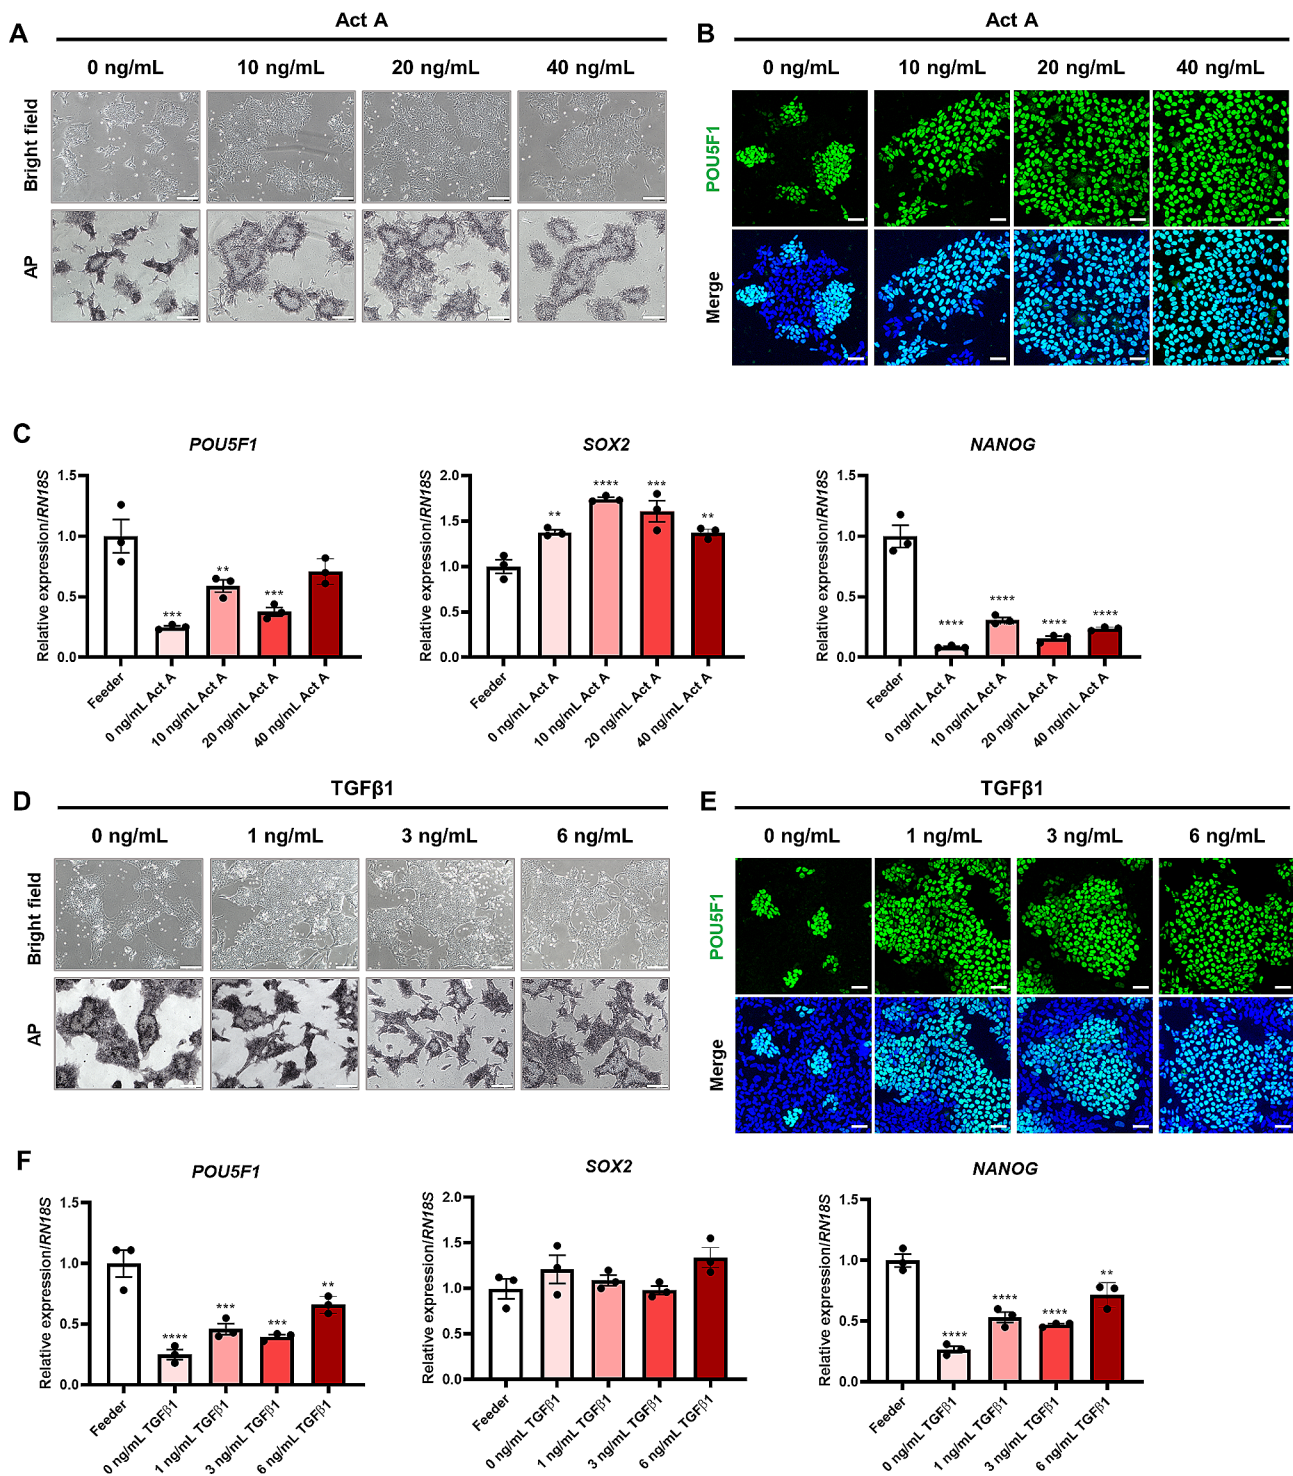 A
Act A
0 ng/mL 10 ng/mL 20 ng/mL 40 ng/mL
Bright field
AP
B
Act A
0 ng/mL 10 ng/mL 20 ng/mL 40 ng/mL
POU5F1
Merge
C
POU5F1
Relative expression/RN18S
1.5
1.0
0.5
0.0
***
**
***
Feeder
0 ng/mL Act A
10 ng/mL Act A
20 ng/mL Act A
40 ng/mL Act A
SOX2
Relative expression/RN18S
2.0
1.5
1.0
0.5
0.0
**
****
***
**
Feeder
0 ng/mL Act A
10 ng/mL Act A
20 ng/mL Act A
40 ng/mL Act A
NANOG
Relative expression/RN18S
1.5
1.0
0.5
0.0
****
****
****
****
Feeder
0 ng/mL Act A
10 ng/mL Act A
20 ng/mL Act A
40 ng/mL Act A
D
TGFβ1
0 ng/mL 1 ng/mL 3 ng/mL 6 ng/mL
Bright field
AP
E
TGFβ1
0 ng/mL 1 ng/mL 3 ng/mL 6 ng/mL
POU5F1
Merge
F
POU5F1
Relative expression/RN18S
1.5
1.0
0.5
0.0
****
***
***
**
Feeder
0 ng/mL TGFβ1
1 ng/mL TGFβ1
3 ng/mL TGFβ1
6 ng/mL TGFβ1
SOX2
Relative expression/RN18S
2.0
1.5
1.0
0.5
0.0
Feeder
0 ng/mL TGFβ1
1 ng/mL TGFβ1
3 ng/mL TGFβ1
6 ng/mL TGFβ1
NANOG
Relative expression/RN18S
1.5
1.0
0.5
0.0
****
****
****
**
Feeder
0 ng/mL TGFβ1
1 ng/mL TGFβ1
3 ng/mL TGFβ1
6 ng/mL TGFβ1